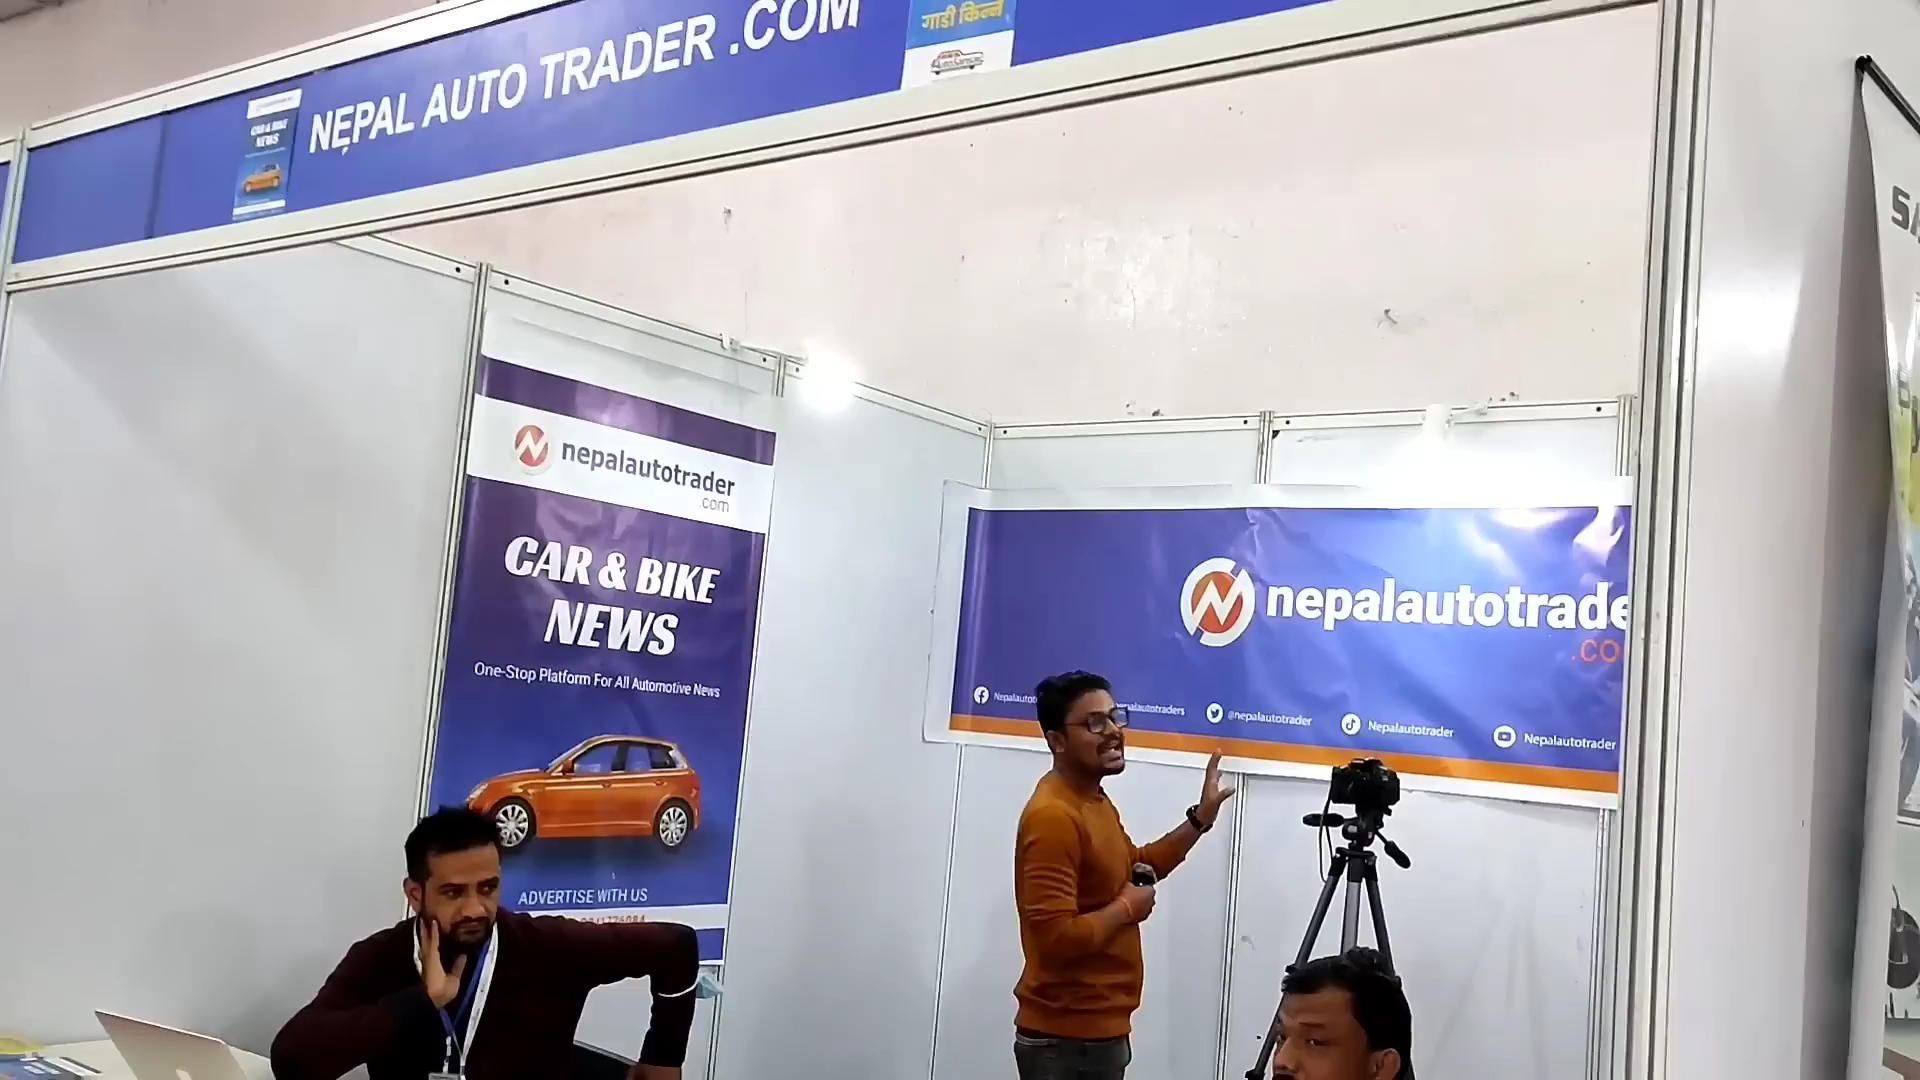 गाडी किन्न
NEPAL AUTO TRADER .COM
CAR & BIKE
NEWS
nepalautotrader
.com
CAR & BIKE
NEWS
One-Stop Platform For All Automotive News
ADVERTISE WITH US
nepalautotrade
.co
@nepalautotrader
Nepalautotrader
Nepalautotrader